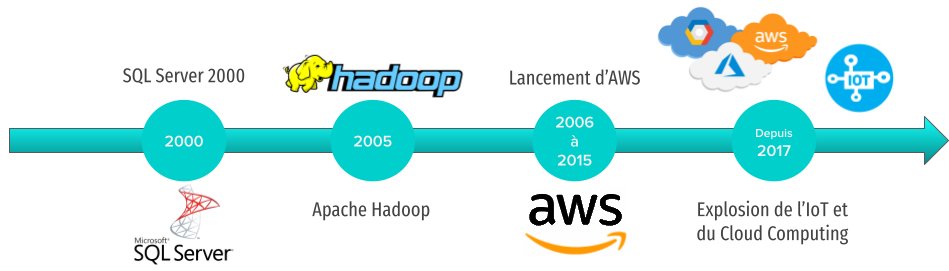 SQL Server 2000
hadoop
Lancement d'AWS
aws
IOT
2000
2005
2006
à
2015
Depuis
2017
Microsoft®
SQL Server®
Apache Hadoop
aws
Explosion de l'IoT et
du Cloud Computing